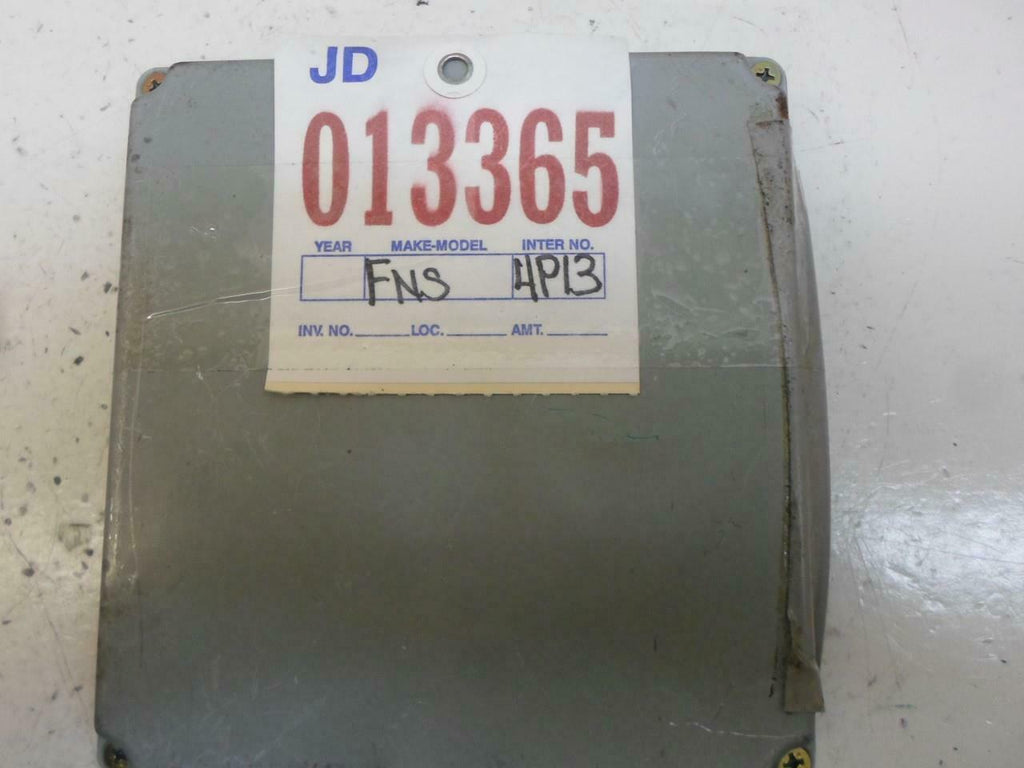 JD
013365
YEAR MAKE-MODEL INTER NO.
FNS 4P13
INV. NO. LOC. AMT.